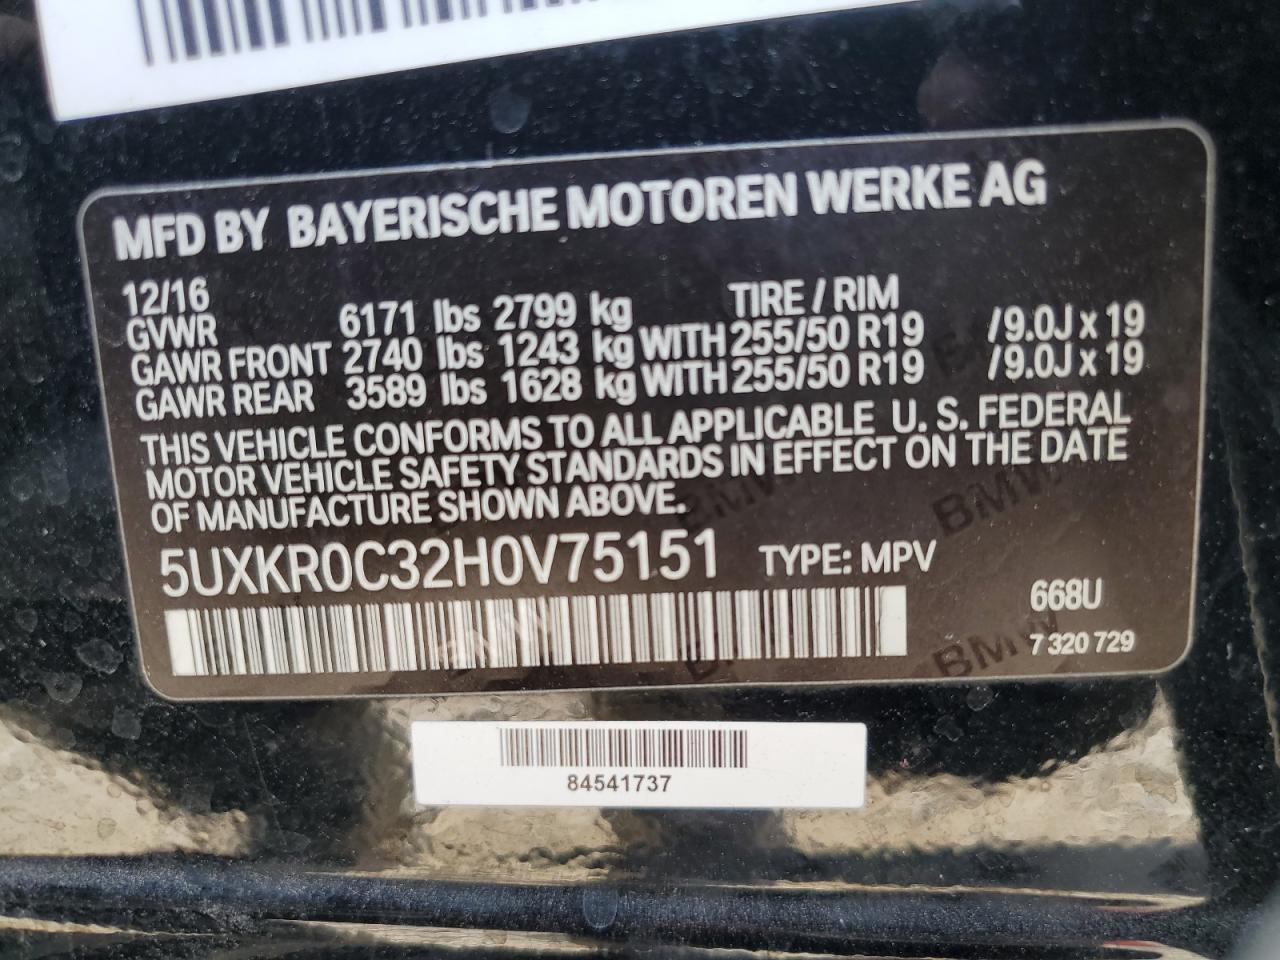 MFD BY BAYERISCHE MOTOREN WERKE AG
12/16 TIRE / RIM
GVWR 6171 lbs 2799 kg
GAWR FRONT 2740 lbs 1243 kg WITH 255/50 R19 /9.0J x 19
GAWR REAR 3589 lbs 1628 kg WITH 255/50 R19 /9.0J x 19
THIS VEHICLE CONFORMS TO ALL APPLICABLE U. S. FEDERAL
MOTOR VEHICLE SAFETY STANDARDS IN EFFECT ON THE DATE
OF MANUFACTURE SHOWN ABOVE.
5UXKR0C32H0V75151 TYPE: MPV
668U
7 320 729
84541737